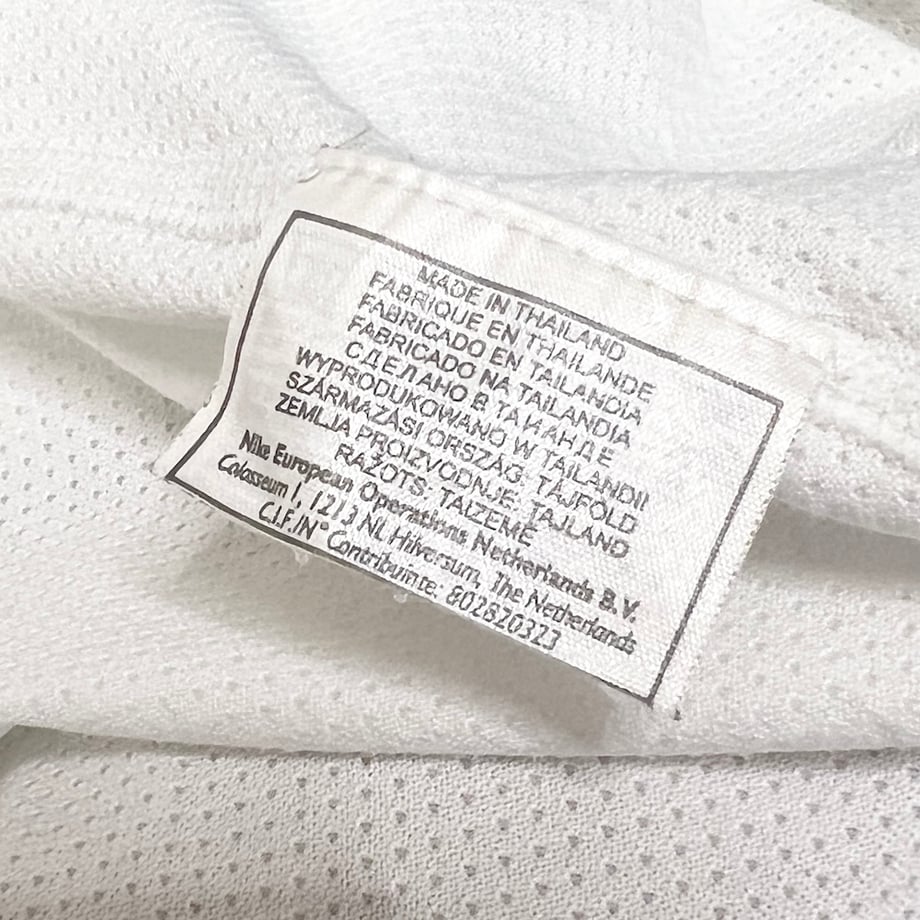 MADE IN THAILAND
FABRIQUE EN THAILANDE
FABRICADO EN TAILANDIA
FABRICADO NA TAILANDIA
СДЕЛАНО В ТАИЛАНДЕ
WYPRODUKOWANO W TAILANDII
SZÁRMAZÁSI ORSZÁG: TÁJFOLD
ZEMLJA PROIZVODNJE: TAJLAND
RAŽOTS: TAIZEME
Nike European Operations Netherlands B.V.
Colosseum 1, 1213 NL Hilversum, The Netherlands
C.I.F./N° Contribuinte: 802820323